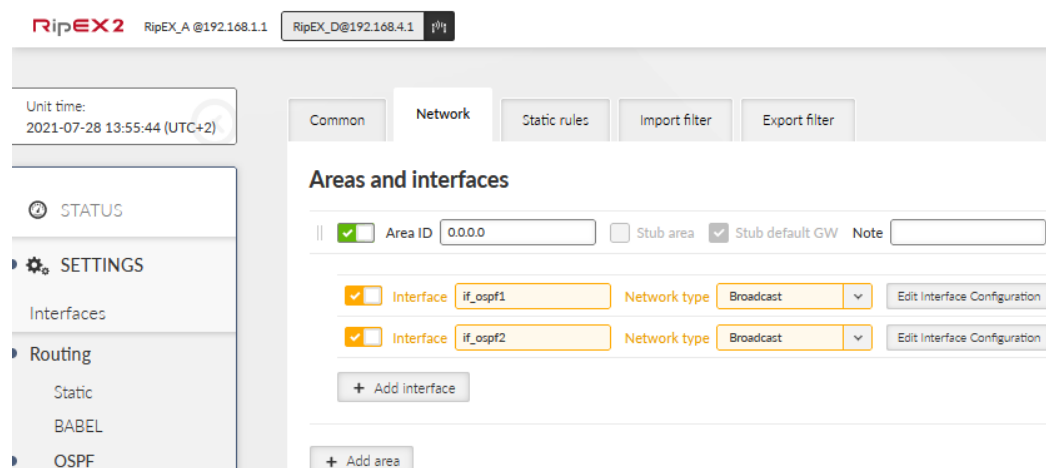 RipEX2 RipEX_A @192.168.1.1 RipEX_D@192.168.4.1
Unit time:
2021-07-28 13:55:44 (UTC+2)
Common Network Static rules Import filter Export filter
Areas and interfaces
STATUS
Area ID 0.0.0.0 Stub area Stub default GW Note
SETTINGS
Interface if_ospf1 Network type Broadcast Edit Interface Configuration
Interfaces
Interface if_ospf2 Network type Broadcast Edit Interface Configuration
Routing
+ Add interface
Static
BABEL
OSPF
+ Add area